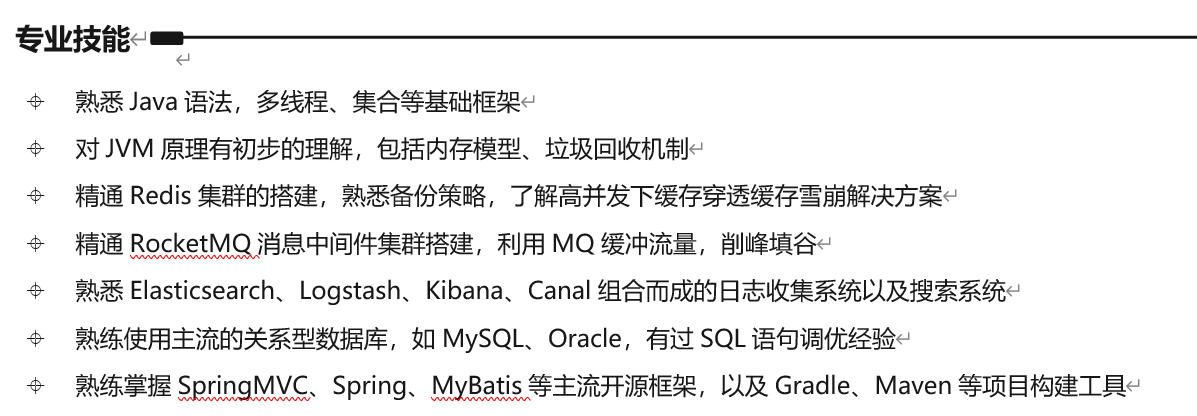 专业技能
熟悉 Java 语法，多线程、集合等基础框架
对 JVM 原理有初步的理解，包括内存模型、垃圾回收机制
精通 Redis 集群的搭建，熟悉备份策略，了解高并发下缓存穿透缓存雪崩解决方案
精通 RocketMQ 消息中间件集群搭建，利用 MQ 缓冲流量，削峰填谷
熟悉 Elasticsearch、Logstash、Kibana、Canal 组合而成的日志收集系统以及搜索系统
熟练使用主流的关系型数据库，如 MySQL、Oracle，有过 SQL 语句调优经验
熟练掌握 SpringMVC、Spring、MyBatis 等主流开源框架，以及 Gradle、Maven 等项目构建工具